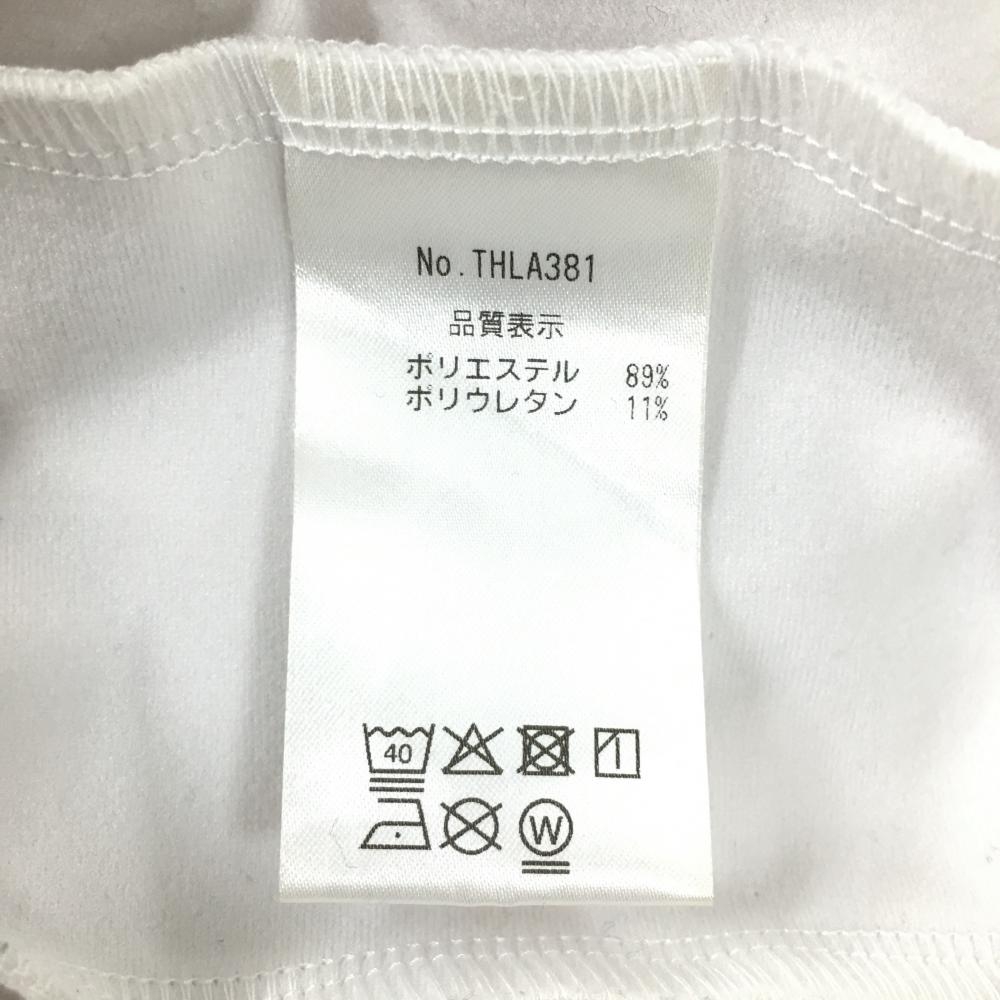 No.THLA381
品質表示
ポリエステル 89%
ポリウレタン 11%
40
W